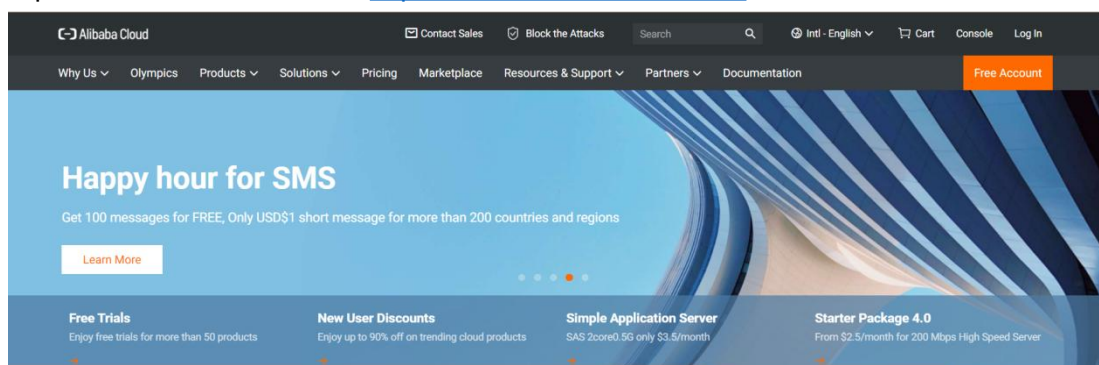 Alibaba Cloud Contact Sales Block the Attacks Search Intl - English Cart Console Log In
Why Us Olympics Products Solutions Pricing Marketplace Resources & Support Partners Documentation Free Account
Happy hour for SMS
Get 100 messages for FREE, Only USD$1 short message for more than 200 countries and regions
Learn More
Free Trials
Enjoy free trials for more than 50 products
New User Discounts
Enjoy up to 90% off on trending cloud products
Simple Application Server
SAS 2core0.5G only $3.5/month
Starter Package 4.0
From $2.5/month for 200 Mbps High Speed Server